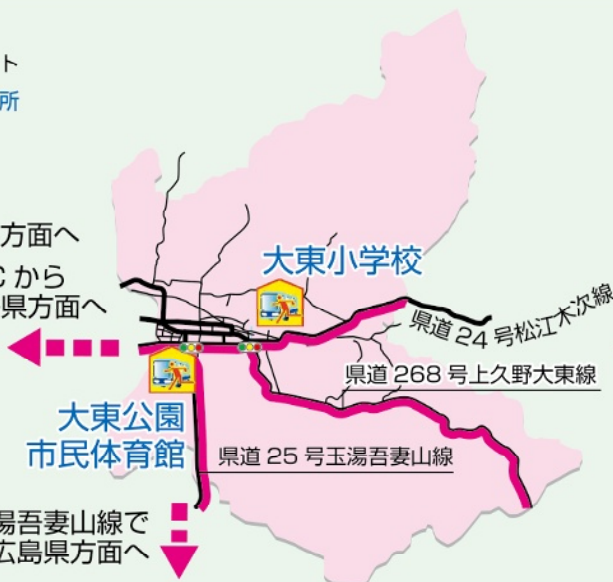 ト
所
方面へ
C から
県方面へ
大東小学校
県道 24 号松江木次線
県道 268 号上久野大東線
大東公園
市民体育館
県道 25 号玉湯吾妻山線
湯吾妻山線で
広島県方面へ